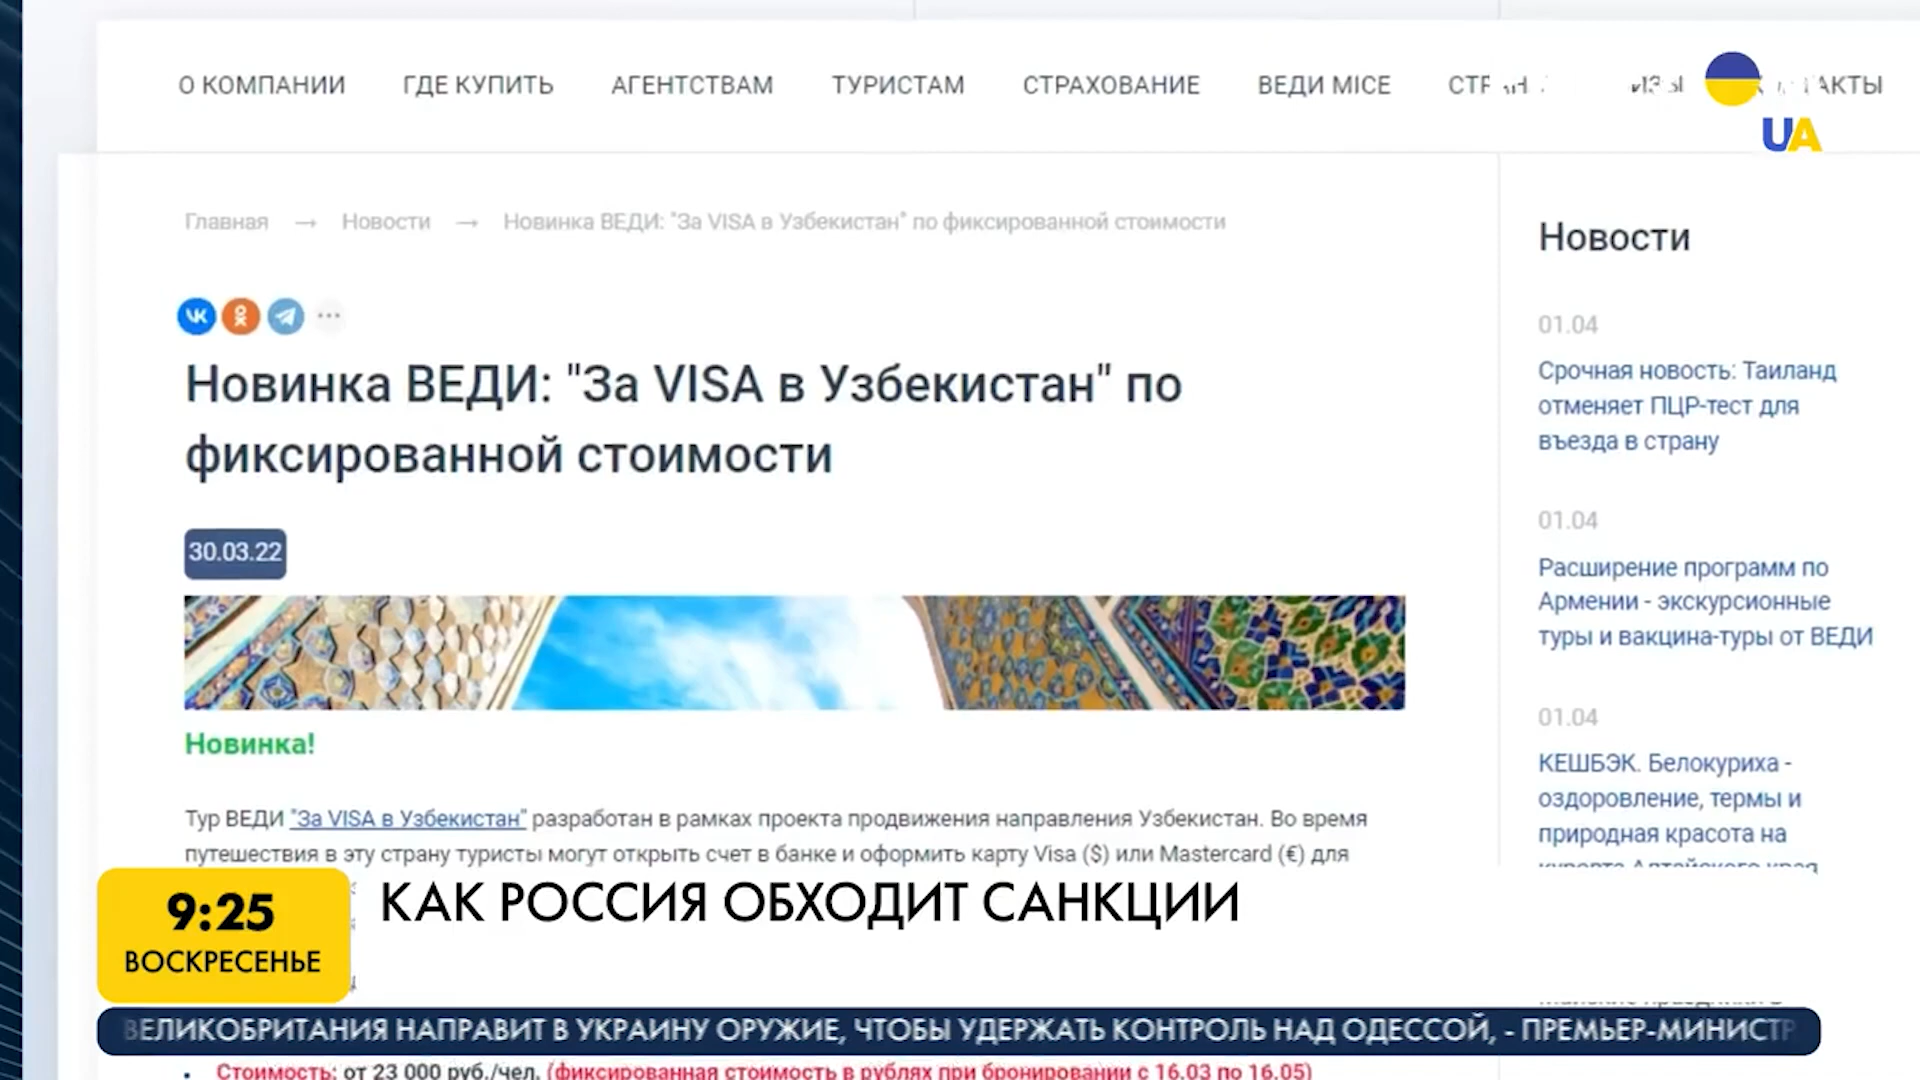 О КОМПАНИИ ГДЕ КУПИТЬ АГЕНТСТВАМ ТУРИСТАМ СТРАХОВАНИЕ ВЕДИ MICE
UA
Главная → Новости → Новинка ВЕДИ: "За VISA в Узбекистан" по фиксированной стоимости
Новинка ВЕДИ: "За VISA в Узбекистан" по
фиксированной стоимости
30.03.22
Новинка!
Тур ВЕДИ "За VISA в Узбекистан" разработан в рамках проекта продвижения направления Узбекистан. Во время
путешествия в эту страну туристы могут открыть счет в банке и оформить карту Visa ($) или Mastercard (€) для
Новости
01.04
Срочная новость: Таиланд
отменяет ПЦР-тест для
въезда в страну
01.04
Расширение программ по
Армении - экскурсионные
туры и вакцина-туры от ВЕДИ
01.04
КЕШБЭК. Белокуриха -
оздоровление, термы и
природная красота на
курорте Алтайского края
9:25
ВОСКРЕСЕНЬЕ
КАК РОССИЯ ОБХОДИТ САНКЦИИ
ВЕЛИКОБРИТАНИЯ НАПРАВИТ В УКРАИНУ ОРУЖИЕ, ЧТОБЫ УДЕРЖАТЬ КОНТРОЛЬ НАД ОДЕССОЙ, - ПРЕМЬЕР-МИНИСТР
Стоимость: от 23 000 руб./чел. (фиксированная стоимость в рублях при бронировании с 16.03 по 16.05)